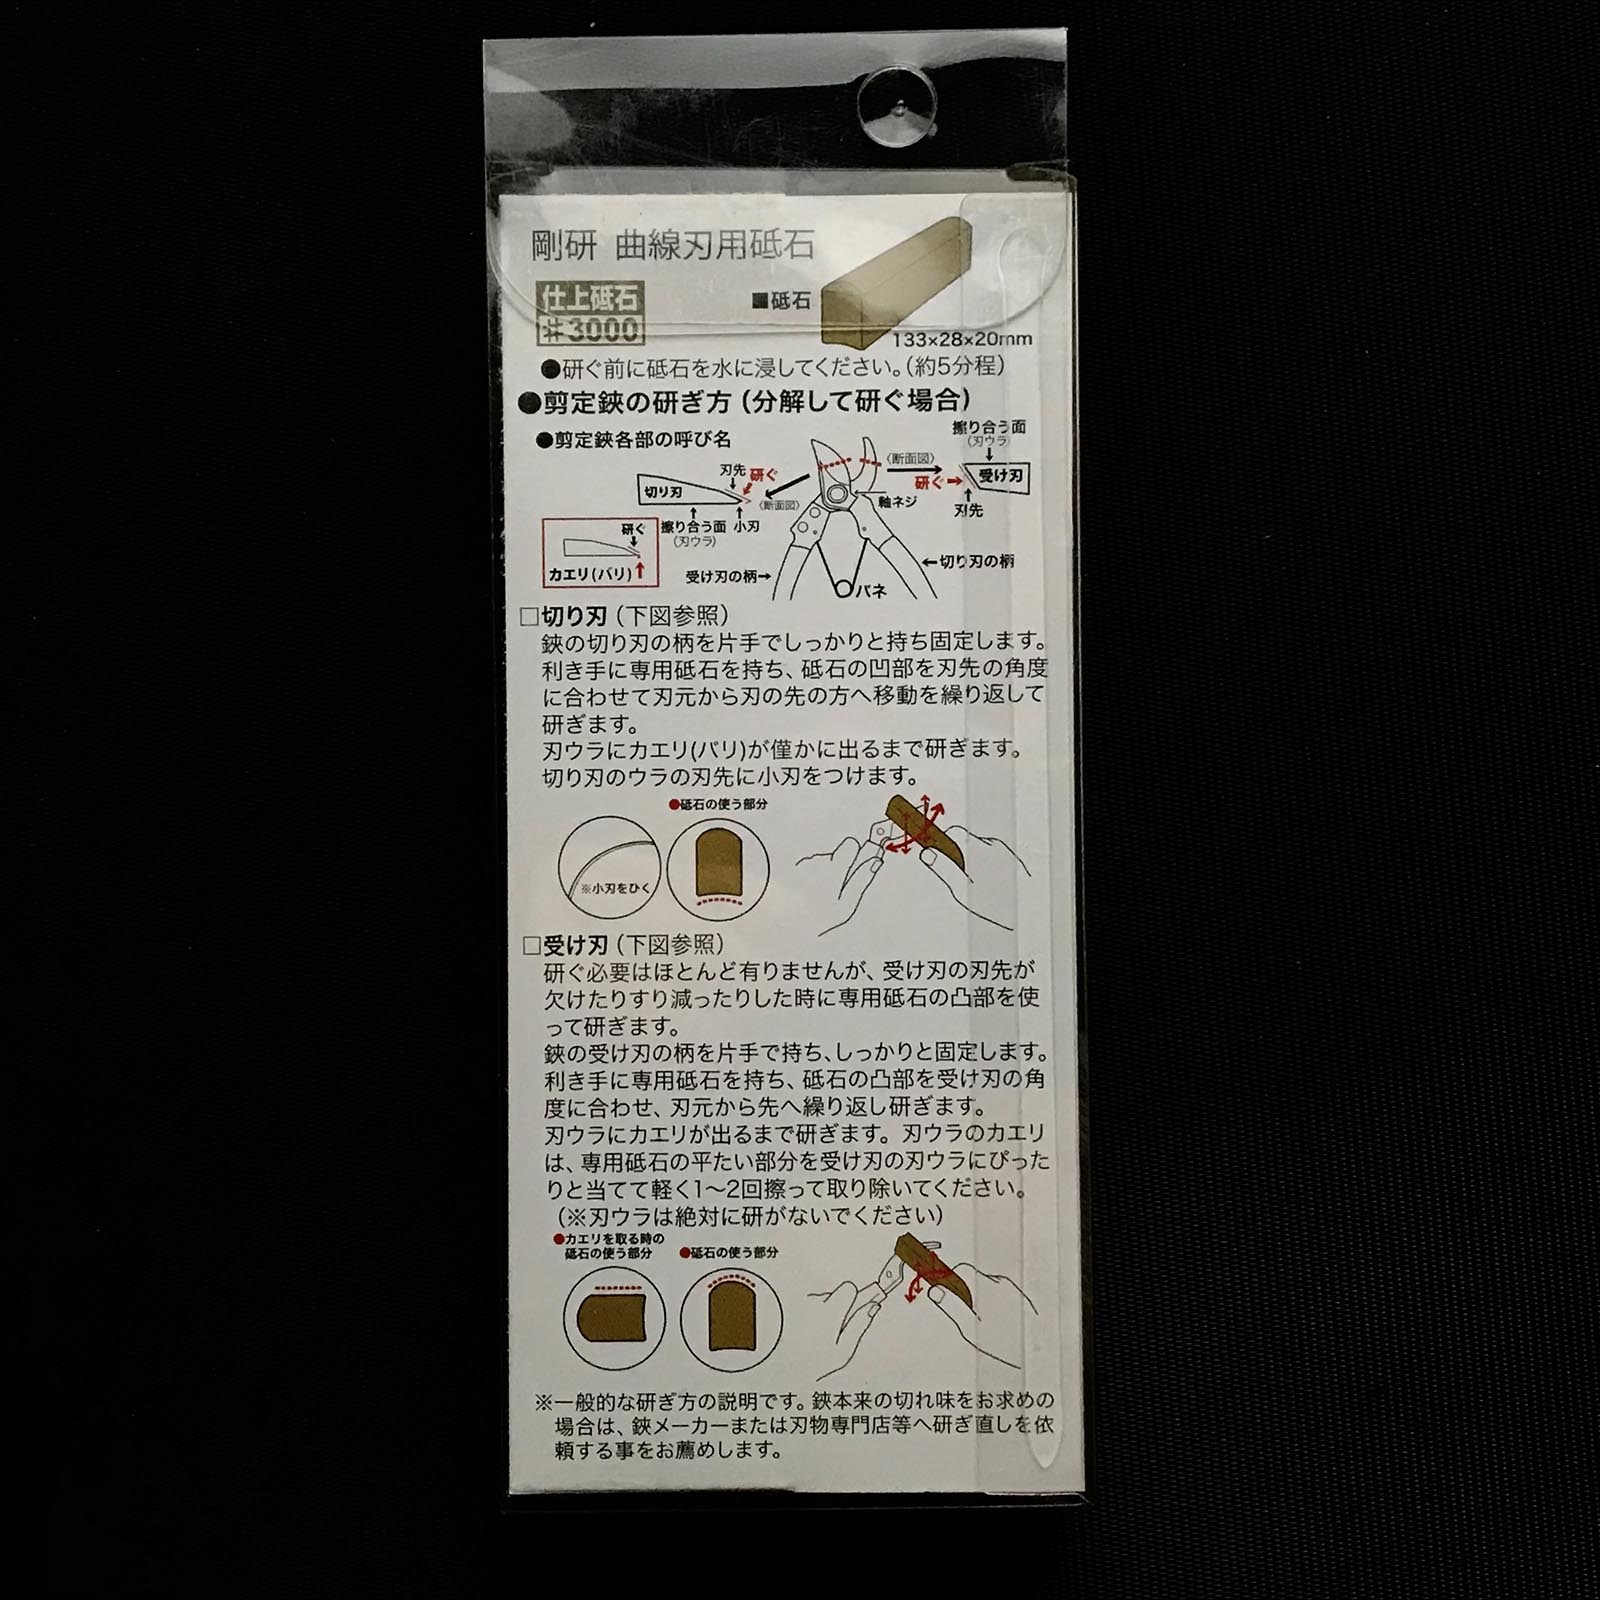 剛研 曲線刃用砥石
仕上砥石
#3000
■砥石
133×28×20mm
●研ぐ前に砥石を水に浸してください。(約5分程)
●剪定鋏の研ぎ方(分解して研ぐ場合)
●剪定鋏各部の呼び名
擦り合う面
(刃ウラ)
〈断面図〉
受け刃
研ぐ
刃先
刃先
研ぐ
切り刃
〈断面図〉
軸ネジ
擦り合う面
(刃ウラ)
小刃
研ぐ
カエリ(バリ)
受け刃の柄
切り刃の柄
バネ
□切り刃(下図参照)
鋏の切り刃の柄を片手でしっかりと持ち固定します。
利き手に専用砥石を持ち、砥石の凹部を刃先の角度
に合わせて刃元から刃の先の方へ移動を繰り返して
研ぎます。
刃ウラにカエリ(バリ)が僅かに出るまで研ぎます。
切り刃のウラの刃先に小刃をつけます。
●砥石の使う部分
※小刃をひく
□受け刃(下図参照)
研ぐ必要はほとんど有りませんが、受け刃の刃先が
欠けたりすり減ったりした時に専用砥石の凸部を使
って研ぎます。
鋏の受け刃の柄を片手で持ち、しっかりと固定します。
利き手に専用砥石を持ち、砥石の凸部を受け刃の角
度に合わせ、刃元から先へ繰り返し研ぎます。
刃ウラにカエリが出るまで研ぎます。刃ウラのカエリ
は、専用砥石の平たい部分を受け刃の刃ウラにぴった
りと当てて軽く1〜2回擦って取り除いてください。
(※刃ウラは絶対に研がないでください)
●カエリを取る時の
砥石の使う部分
●砥石の使う部分
※一般的な研ぎ方の説明です。鋏本来の切れ味をお求めの
場合は、鋏メーカーまたは刃物専門店等へ研ぎ直しを依
頼する事をお薦めします。